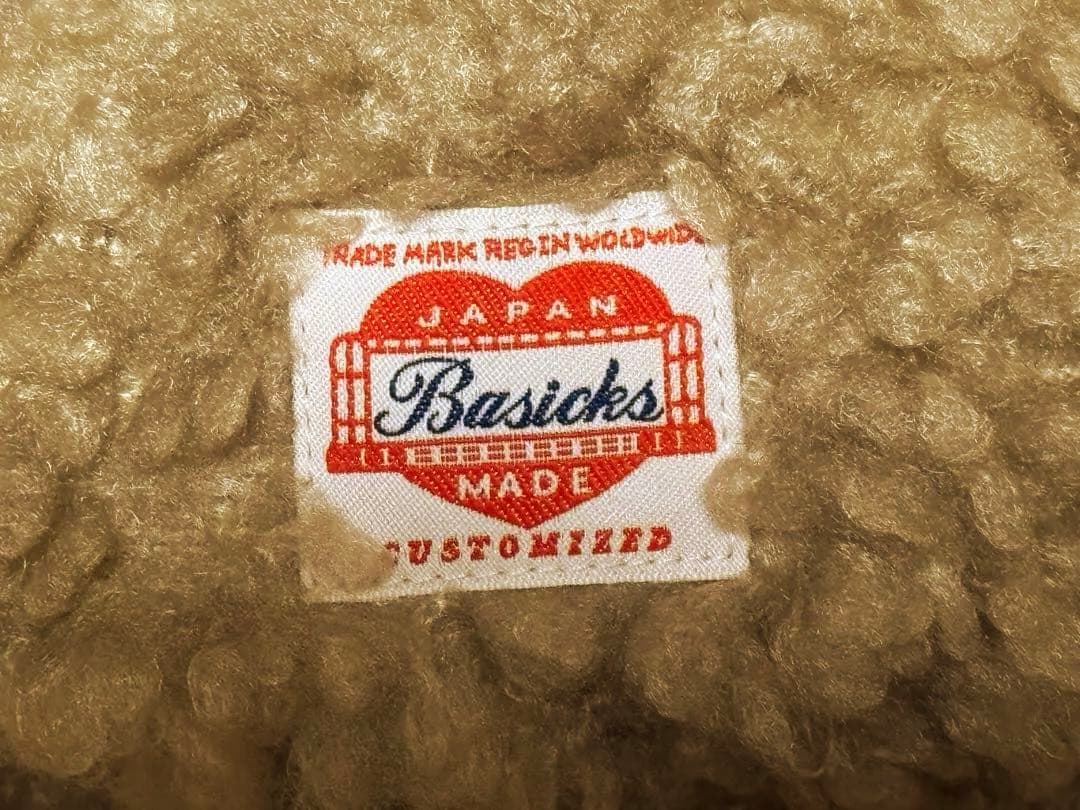 TRADE MARK REG IN WOLDWIDE
JAPAN
Basicks
MADE
CUSTOMIZED